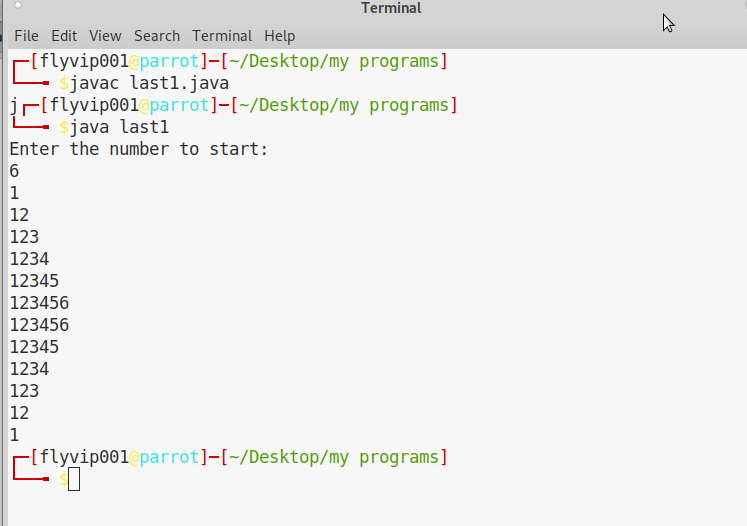 Terminal
File Edit View Search Terminal Help
┌─[flyvip001@parrot]─[~/Desktop/my programs]
└──╼ $javac last1.java
j┌─[flyvip001@parrot]─[~/Desktop/my programs]
└──╼ $java last1
Enter the number to start:
6
1
12
123
1234
12345
123456
123456
12345
1234
123
12
1
┌─[flyvip001@parrot]─[~/Desktop/my programs]
└──╼ $